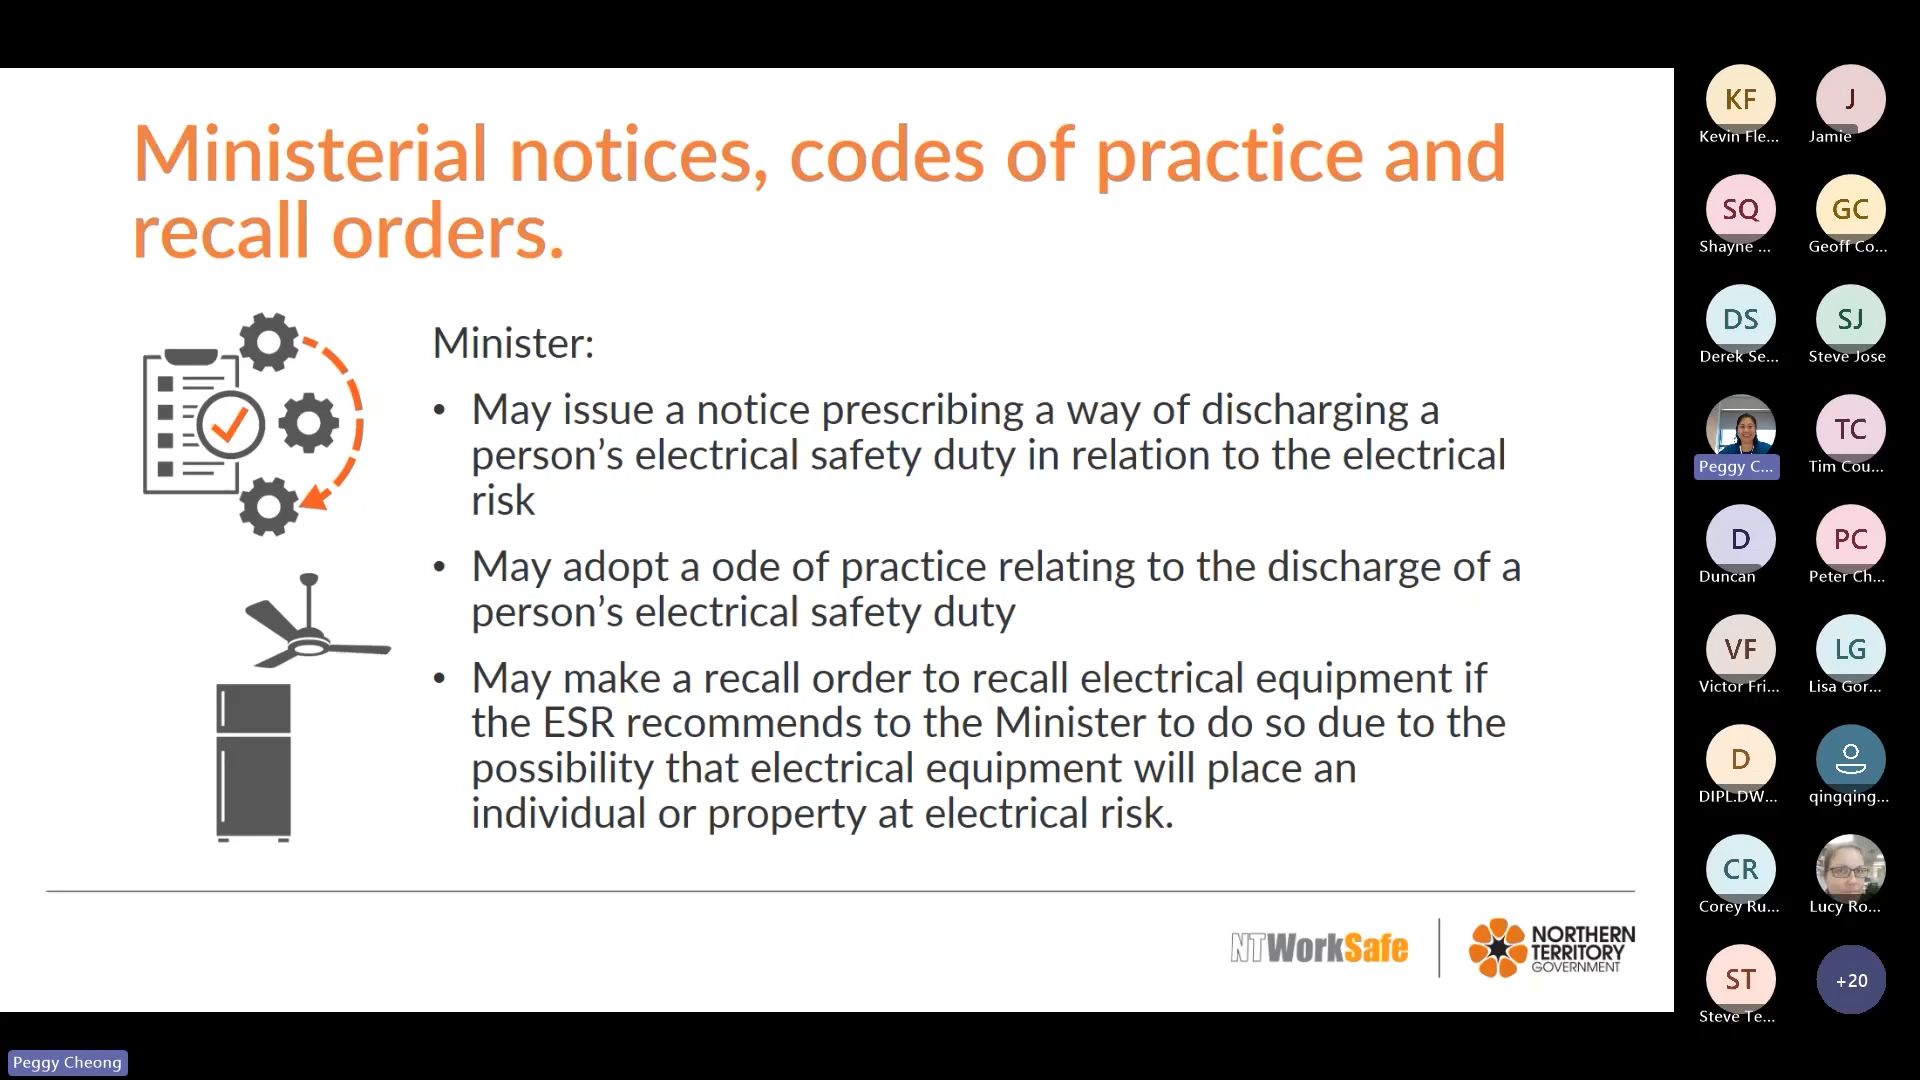 Ministerial notices, codes of practice and
recall orders.
Minister:
• May issue a notice prescribing a way of discharging a
person’s electrical safety duty in relation to the electrical
risk
• May adopt a ode of practice relating to the discharge of a
person’s electrical safety duty
• May make a recall order to recall electrical equipment if
the ESR recommends to the Minister to do so due to the
possibility that electrical equipment will place an
individual or property at electrical risk.
NTWorkSafe
NORTHERN
TERRITORY
GOVERNMENT
KF
Kevin Fle...
J
Jamie
SQ
Shayne ...
GC
Geoff Co...
DS
Derek Se...
SJ
Steve Jose
Peggy C...
TC
Tim Cou...
D
Duncan
PC
Peter Ch...
VF
Victor Fri...
LG
Lisa Gor...
D
DIPL.DW...
qingqing...
CR
Corey Ru...
Lucy Ro...
ST
Steve Te...
+20
Peggy Cheong